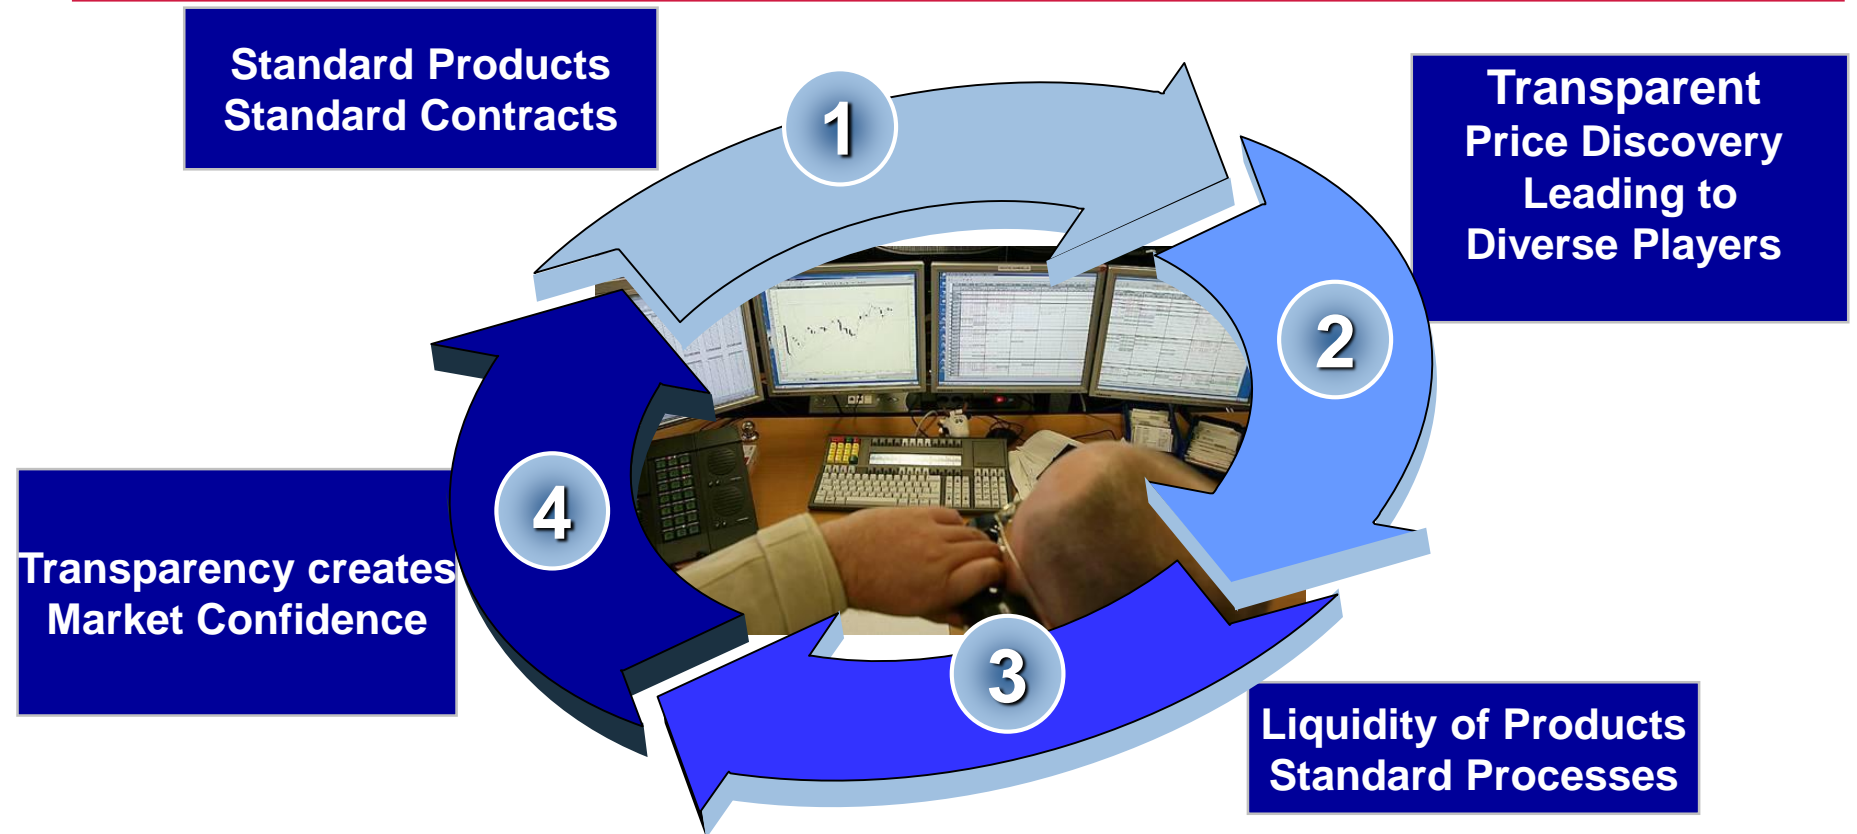 Standard Products
Standard Contracts
1
Transparent
Price Discovery
Leading to
Diverse Players
2
3
Liquidity of Products
Standard Processes
4
Transparency creates
Market Confidence